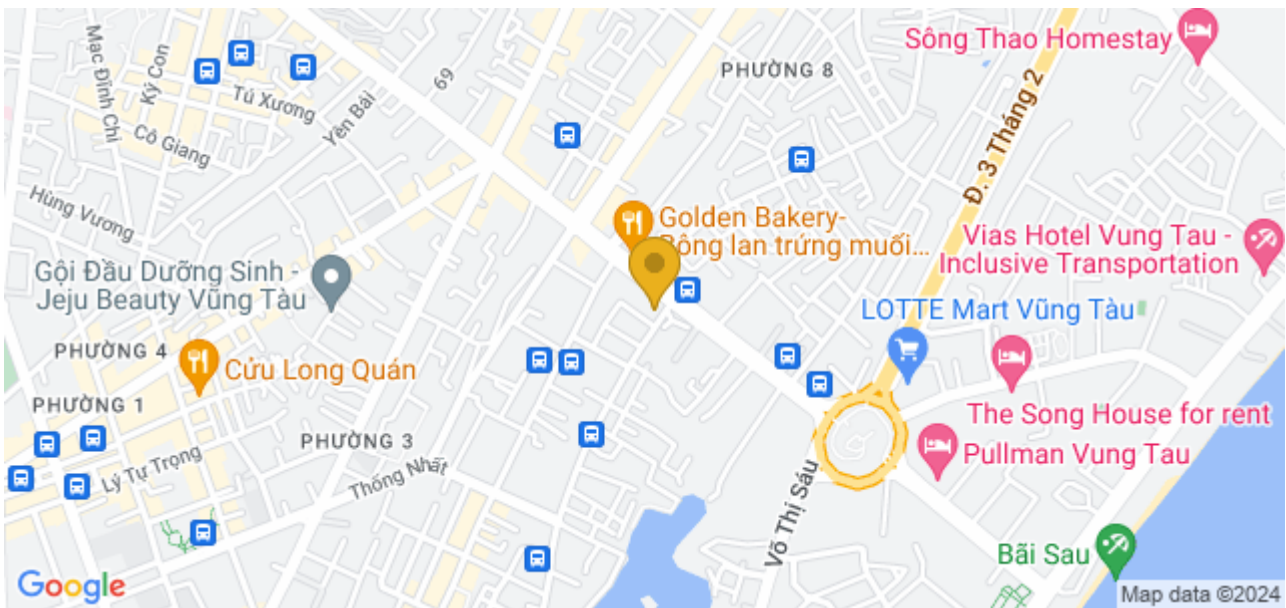 Sông Thao Homestay
PHƯỜNG 8
Đ. 3 Tháng 2
Mạc Đĩnh Chi
Ký Con
69
Tú Xương
Yên Bái
Cô Giang
Hùng Vương
Golden Bakery-
Bông lan trứng muối...
Vias Hotel Vung Tau -
Inclusive Transportation
Gội Đầu Dưỡng Sinh -
Jeju Beauty Vũng Tàu
LOTTE Mart Vũng Tàu
PHƯỜNG 4
Cửu Long Quán
PHƯỜNG 1
The Song House for rent
PHƯỜNG 3
Pullman Vung Tau
Lý Tự Trọng
Thống Nhất
Võ Thị Sáu
Bãi Sau
Google
Map data ©2024